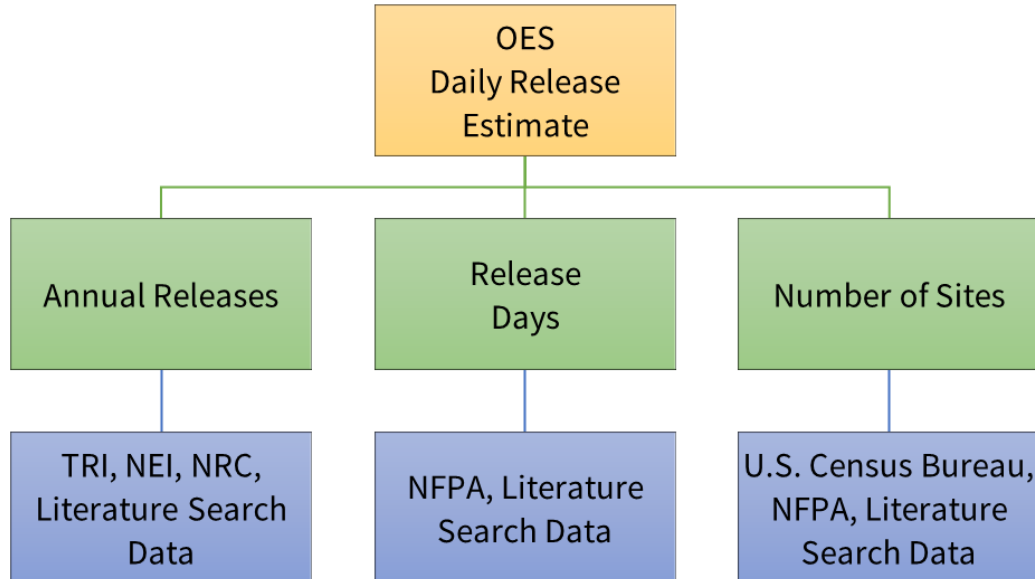 OES
Daily Release
Estimate
Annual Releases
Release
Days
Number of Sites
TRI, NEI, NRC,
Literature Search
Data
NFPA, Literature
Search Data
U.S. Census Bureau,
NFPA, Literature
Search Data